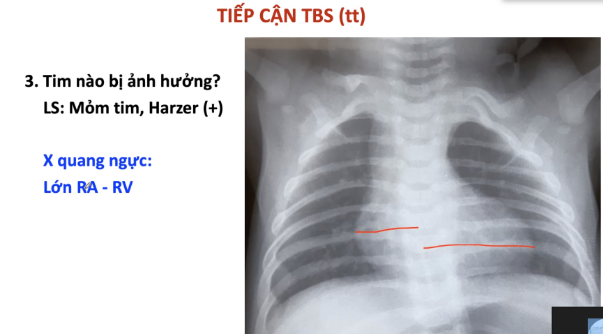 TIẾP CẬN TBS (tt)
3. Tim nào bị ảnh hưởng?
LS: Mỏm tim, Harzer (+)
X quang ngực:
Lớn RA - RV